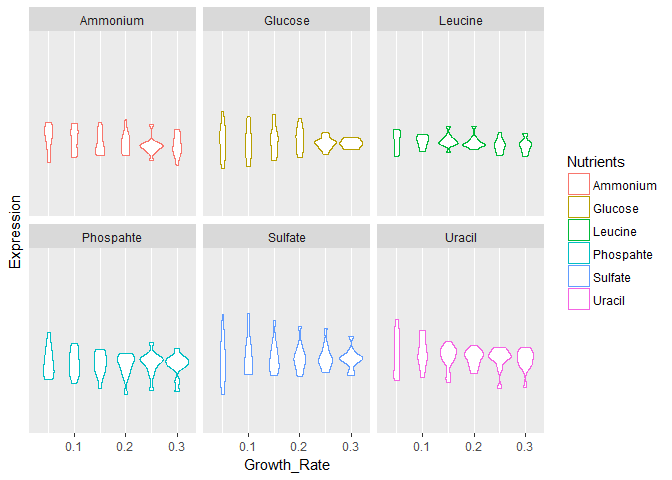 Ammonium
Glucose
Leucine
Phospahte
Sulfate
Uracil
Expression
0.1
0.2
0.3
0.1
0.2
0.3
0.1
0.2
0.3
Growth_Rate
Nutrients
Ammonium
Glucose
Leucine
Phospahte
Sulfate
Uracil